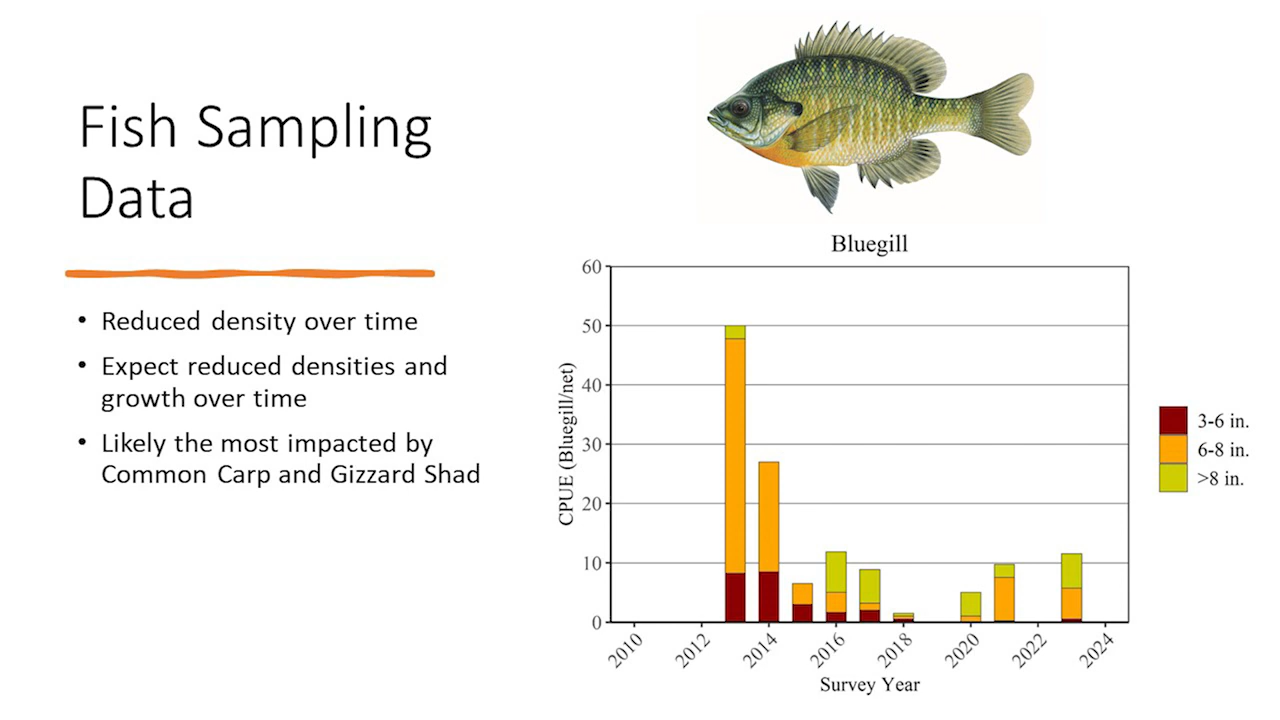 Fish Sampling
Data
• Reduced density over time
• Expect reduced densities and
growth over time
• Likely the most impacted by
Common Carp and Gizzard Shad
Bluegill
CPUE (Bluegill/net)
60
50
40
30
20
10
0
2010 2012 2014 2016 2018 2020 2022 2024
Survey Year
3-6 in.
6-8 in.
>8 in.